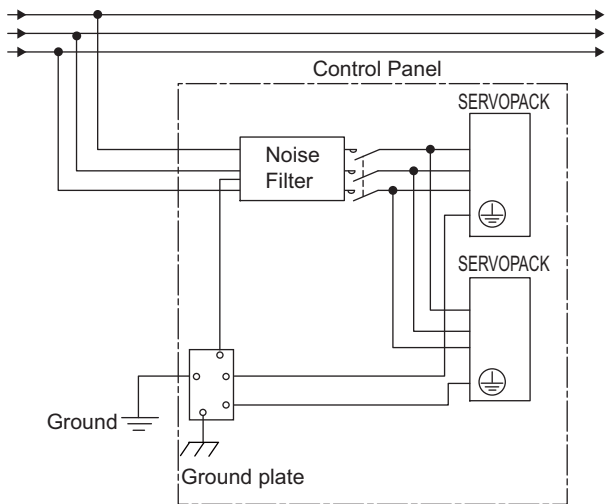 Control Panel
SERVOPACK
Noise
Filter
SERVOPACK
Ground
Ground plate